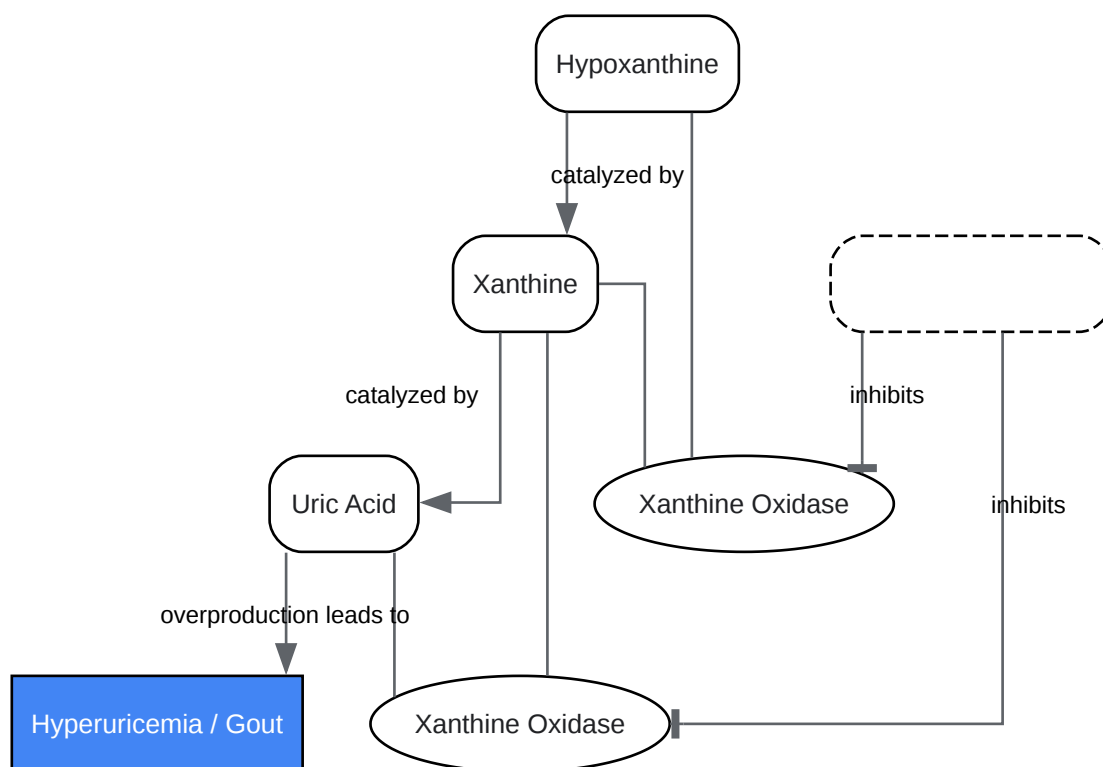 Hypoxanthine
catalyzed by
Xanthine
catalyzed by
inhibits
Uric Acid
Xanthine Oxidase
inhibits
overproduction leads to
Hyperuricemia / Gout
Xanthine Oxidase